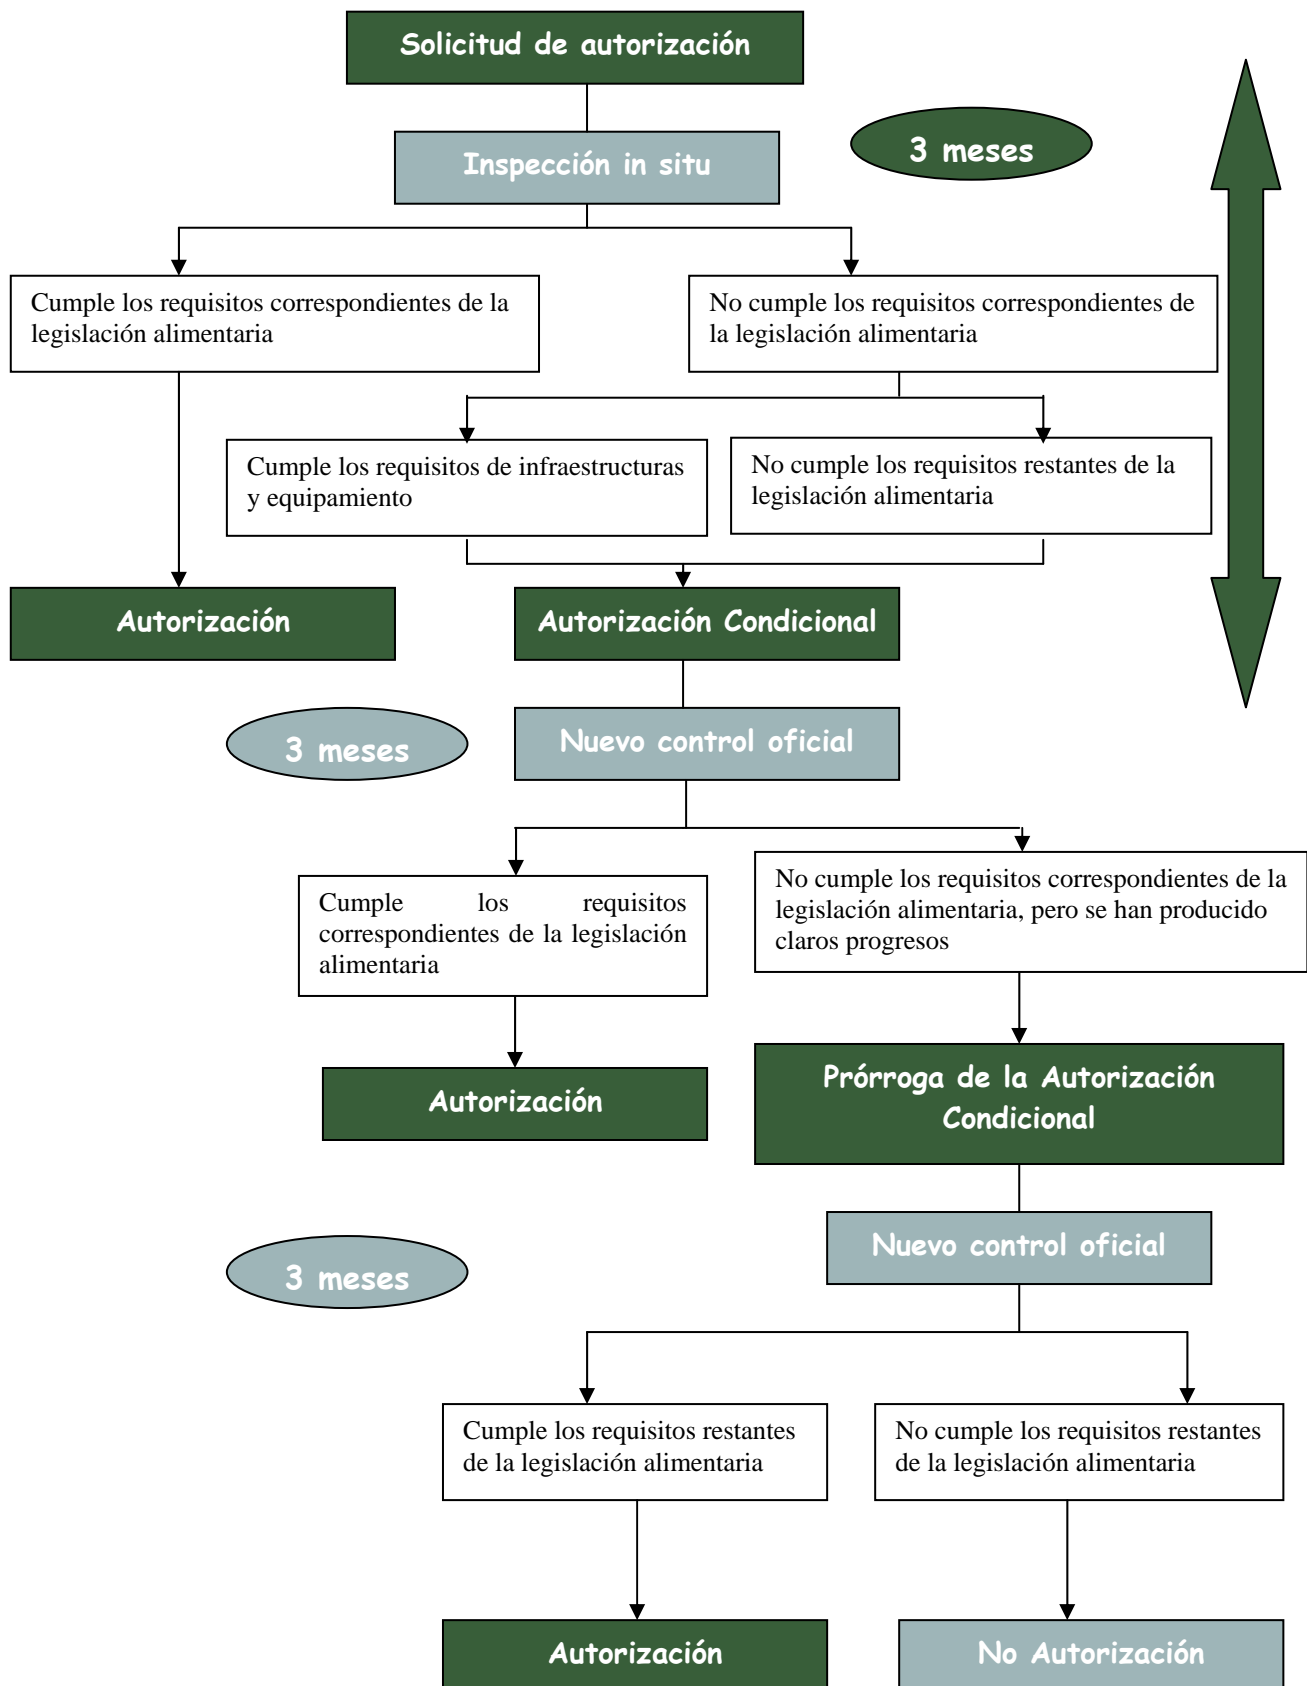 Solicitud de autorización
Inspección in situ
3 meses
Cumple los requisitos correspondientes de la
legislación alimentaria
No cumple los requisitos correspondientes de
la legislación alimentaria
Cumple los requisitos de infraestructuras
y equipamiento
No cumple los requisitos restantes de la
legislación alimentaria
Autorización
Autorización Condicional
3 meses
Nuevo control oficial
Cumple los requisitos
correspondientes de la legislación
alimentaria
No cumple los requisitos correspondientes de la
legislación alimentaria, pero se han producido
claros progresos
Autorización
Prórroga de la Autorización
Condicional
Nuevo control oficial
3 meses
Cumple los requisitos restantes
de la legislación alimentaria
No cumple los requisitos restantes
de la legislación alimentaria
Autorización
No Autorización